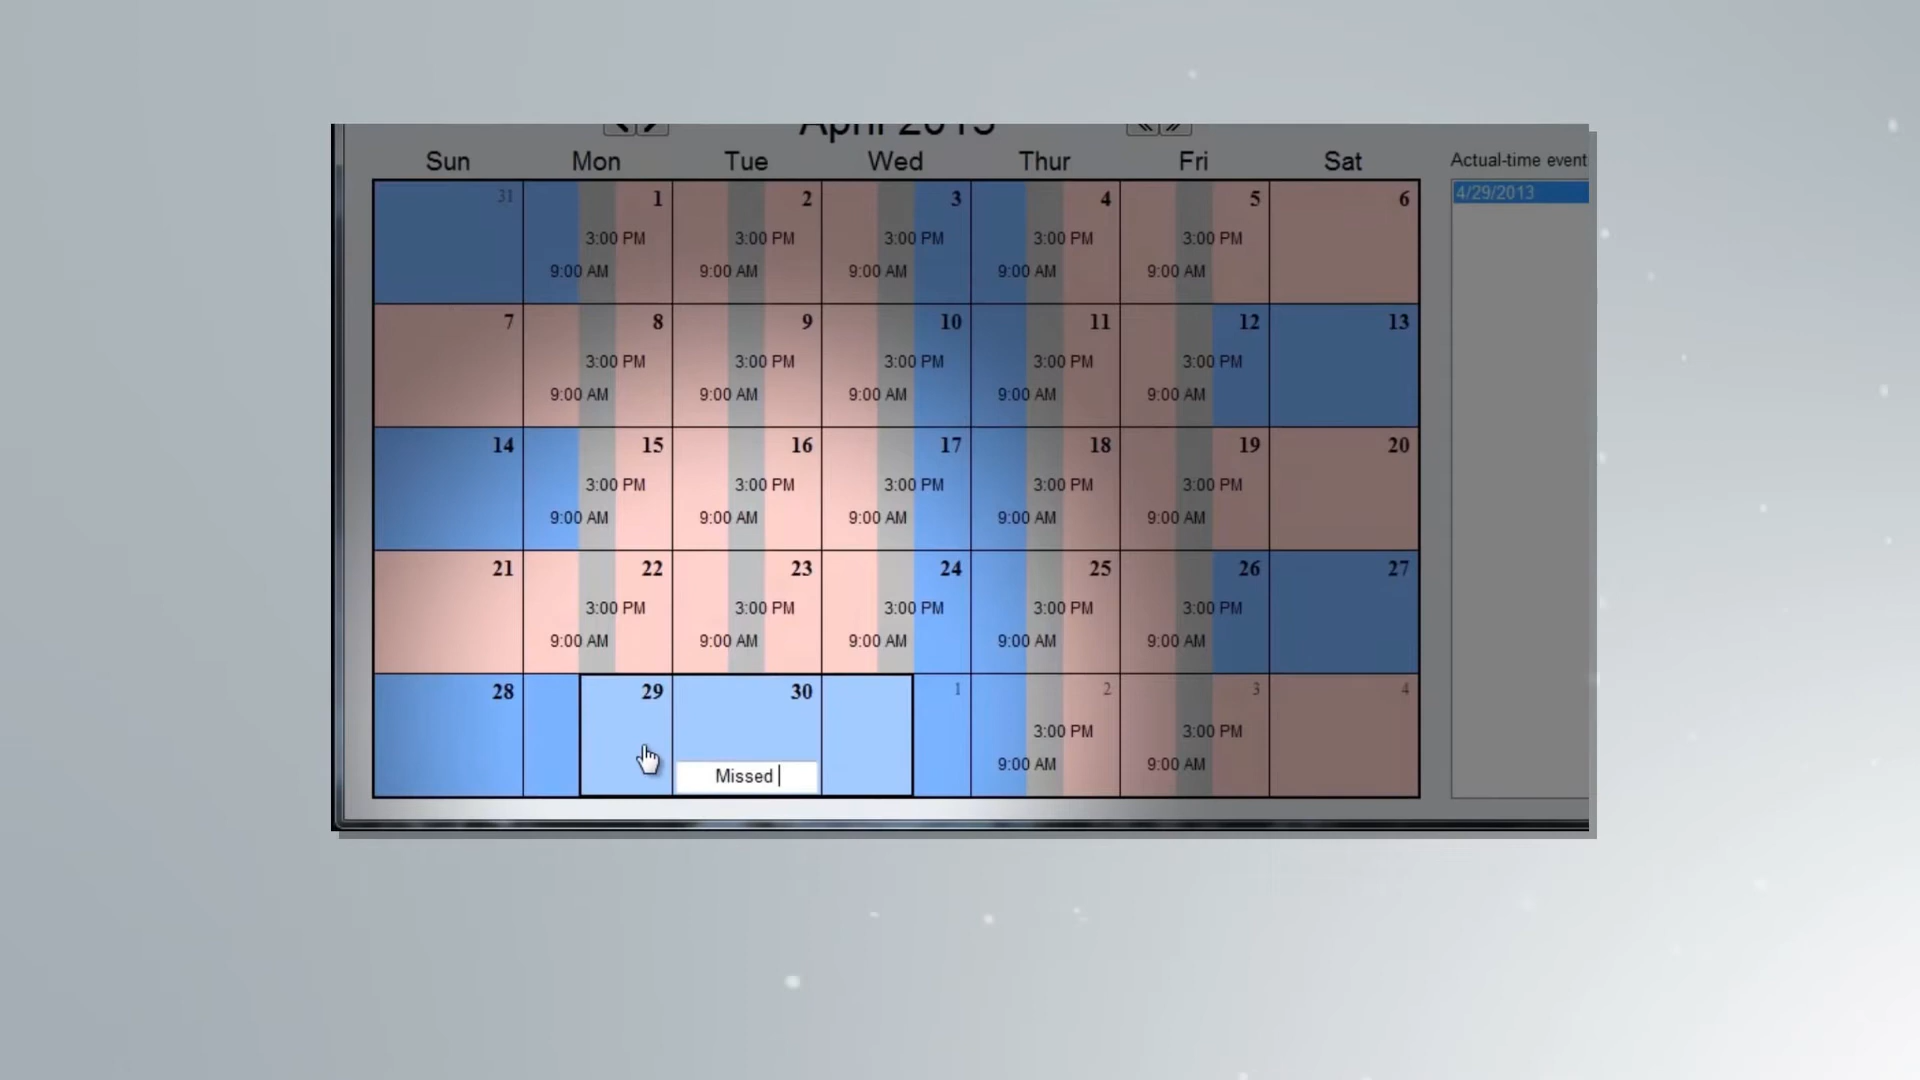 April 2013
Sun Mon Tue Wed Thur Fri Sat
Actual-time event
4/29/2013
31 1 2 3 4 5 6
3:00 PM 3:00 PM 3:00 PM 3:00 PM 3:00 PM
9:00 AM 9:00 AM 9:00 AM 9:00 AM 9:00 AM
7 8 9 10 11 12 13
3:00 PM 3:00 PM 3:00 PM 3:00 PM 3:00 PM
9:00 AM 9:00 AM 9:00 AM 9:00 AM 9:00 AM
14 15 16 17 18 19 20
3:00 PM 3:00 PM 3:00 PM 3:00 PM 3:00 PM
9:00 AM 9:00 AM 9:00 AM 9:00 AM 9:00 AM
21 22 23 24 25 26 27
3:00 PM 3:00 PM 3:00 PM 3:00 PM 3:00 PM
9:00 AM 9:00 AM 9:00 AM 9:00 AM 9:00 AM
28 29 30 1 2 3 4
3:00 PM 3:00 PM
9:00 AM 9:00 AM
Missed